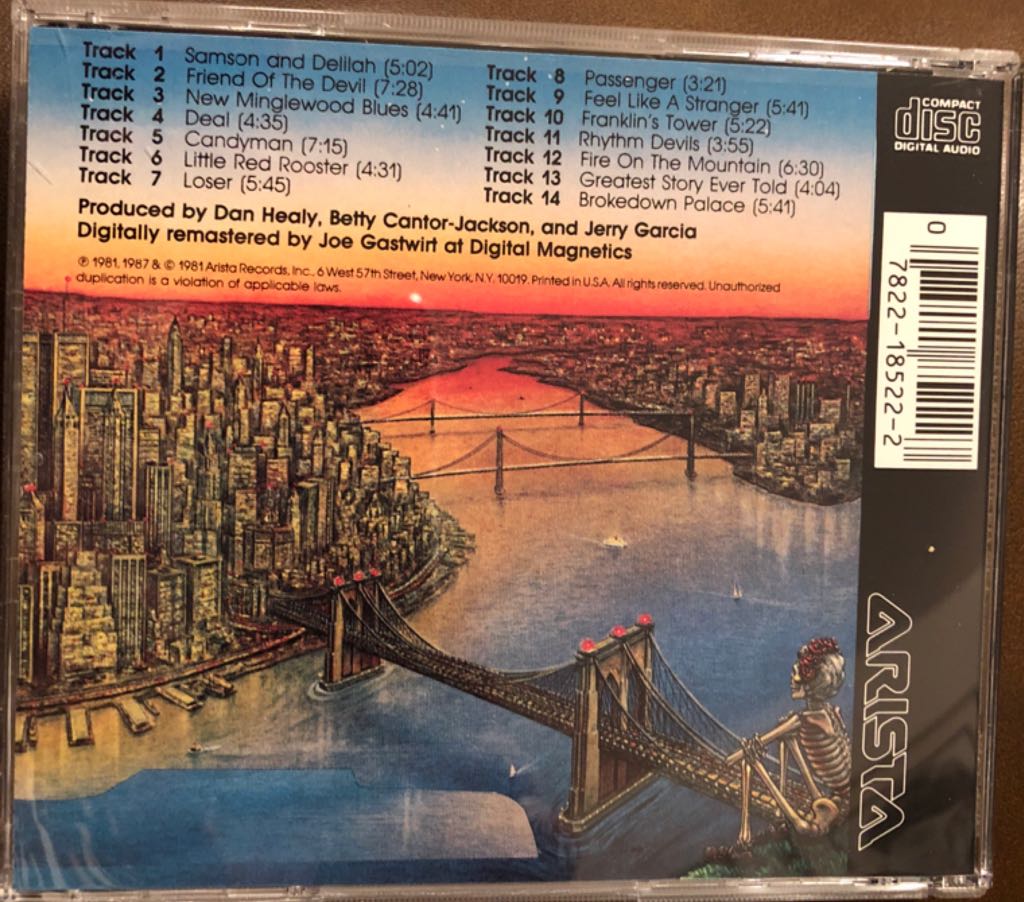 Track 1 Samson and Delilah (5:02)
Track 2 Friend Of The Devil (7:28)
Track 3 New Minglewood Blues (4:41)
Track 4 Deal (4:35)
Track 5 Candyman (7:15)
Track 6 Little Red Rooster (4:31)
Track 7 Loser (5:45)
Track 8 Passenger (3:21)
Track 9 Feel Like A Stranger (5:41)
Track 10 Franklin's Tower (5:22)
Track 11 Rhythm Devils (3:55)
Track 12 Fire On The Mountain (6:30)
Track 13 Greatest Story Ever Told (4:04)
Track 14 Brokedown Palace (5:41)
Produced by Dan Healy, Betty Cantor-Jackson, and Jerry Garcia
Digitally remastered by Joe Gastwirt at Digital Magnetics
℗ 1981, 1987 & © 1981 Arista Records, Inc., 6 West 57th Street, New York, N.Y. 10019. Printed in U.S.A. All rights reserved. Unauthorized
duplication is a violation of applicable laws.
COMPACT
disc
DIGITAL AUDIO
0
7822-18522-2
ARISTA